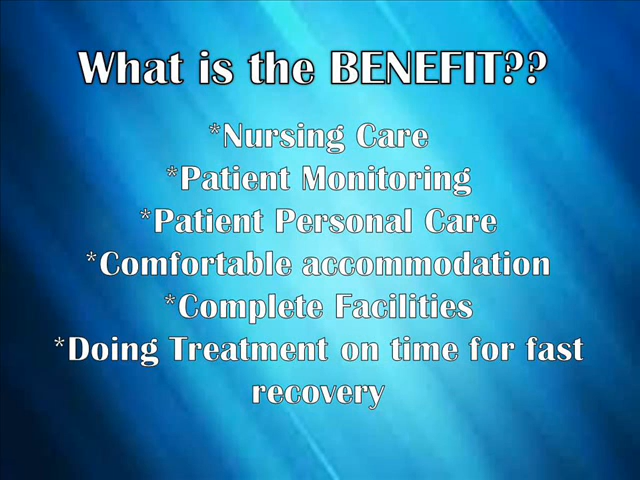 What is the BENEFIT??
*Nursing Care
*Patient Monitoring
*Patient Personal Care
*Comfortable accommodation
*Complete Facilities
*Doing Treatment on time for fast
recovery